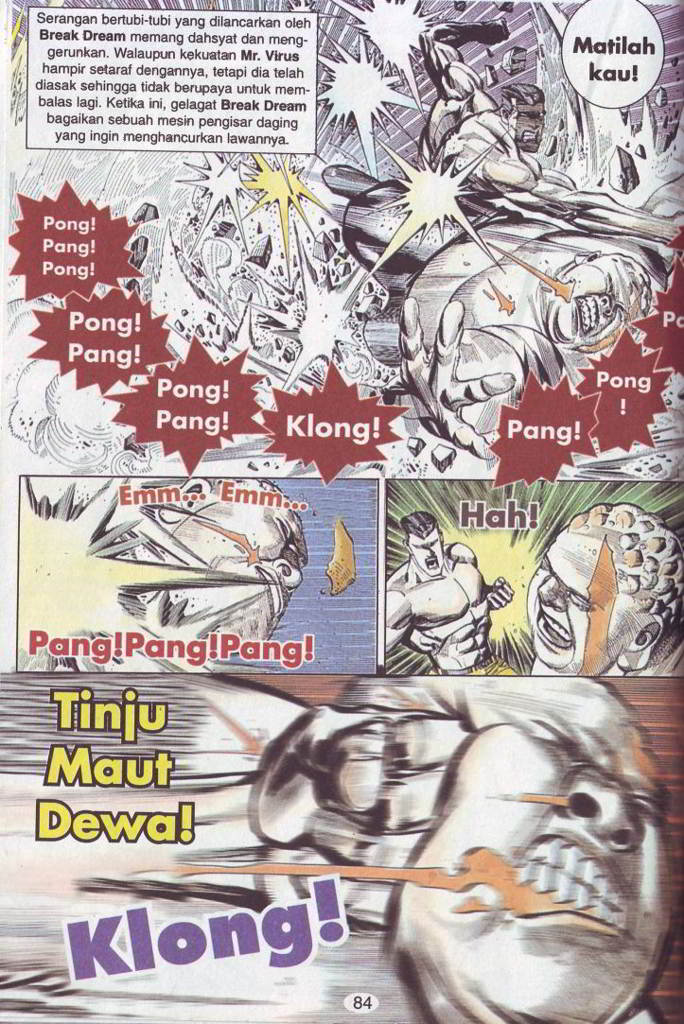 Serangan bertubi-tubi yang dilancarkan oleh
Break Dream memang dahsyat dan meng-
gerunkan. Walaupun kekuatan Mr. Virus
hampir setaraf dengannya, tetapi dia telah
diasak sehingga tidak berupaya untuk mem-
balas lagi. Ketika ini, gelagat Break Dream
bagaikan sebuah mesin pengisar daging
yang ingin menghancurkan lawannya.
Matilah
kau!
Pong!
Pang!
Pong!
Pong!
Pang!
Pong!
Pang!
Klong!
Pang!
Pong
!
Emm... Emm...
Pang!Pang!Pang!
Hah!
Tinju
Maut
Dewa!
Klong!
84